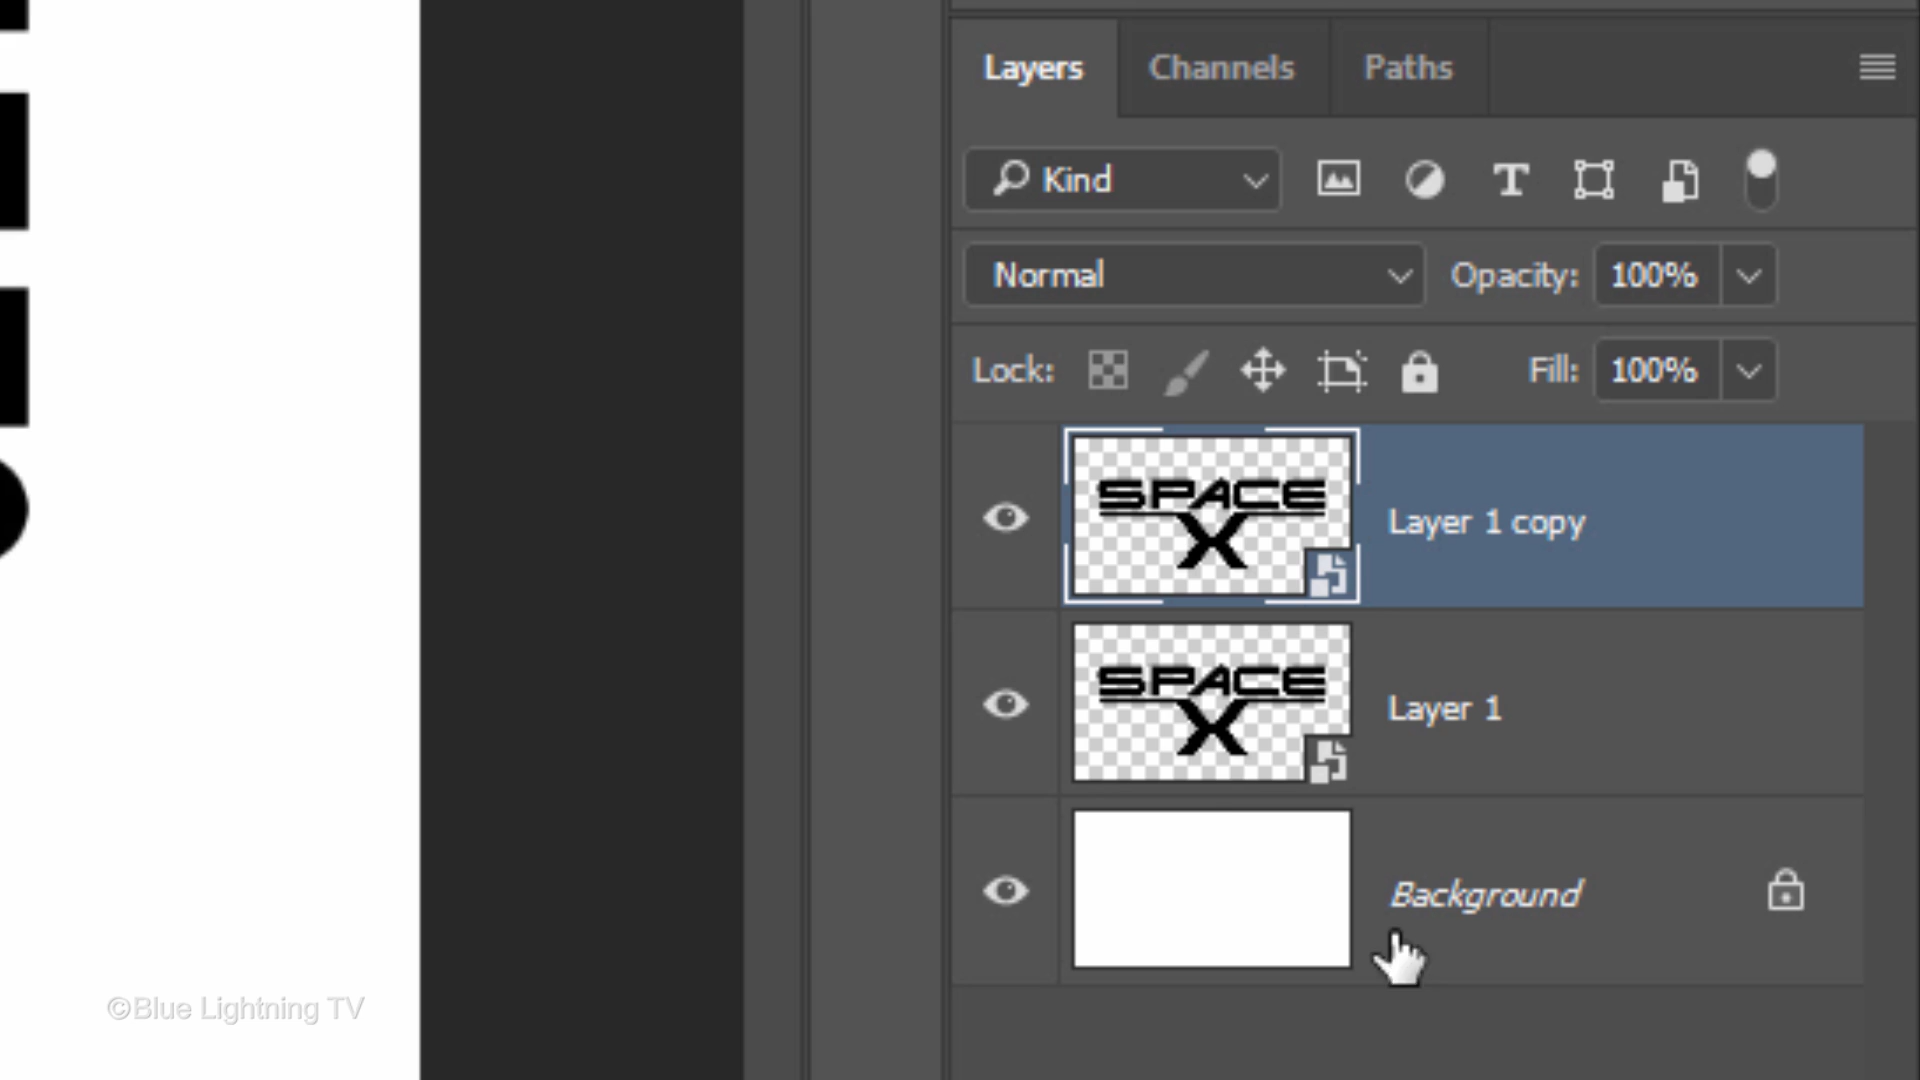 Layers Channels Paths
Kind
Normal Opacity: 100%
Lock: Fill: 100%
SPACE
X
Layer 1 copy
SPACE
X
Layer 1
Background
©Blue Lightning TV